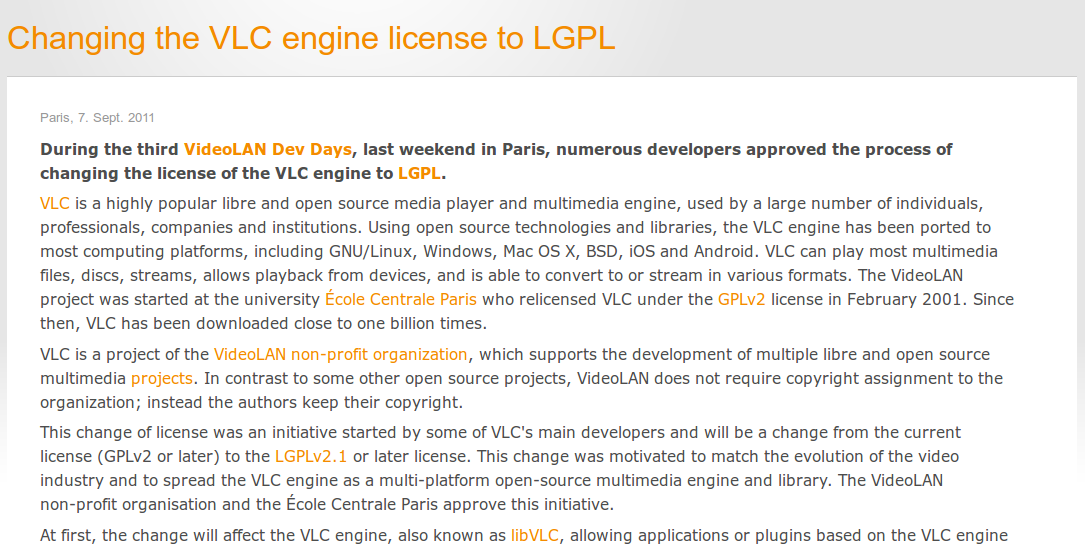 Changing the VLC engine license to LGPL
Paris, 7. Sept. 2011
During the third VideoLAN Dev Days, last weekend in Paris, numerous developers approved the process of
changing the license of the VLC engine to LGPL.
VLC is a highly popular libre and open source media player and multimedia engine, used by a large number of individuals,
professionals, companies and institutions. Using open source technologies and libraries, the VLC engine has been ported to
most computing platforms, including GNU/Linux, Windows, Mac OS X, BSD, iOS and Android. VLC can play most multimedia
files, discs, streams, allows playback from devices, and is able to convert to or stream in various formats. The VideoLAN
project was started at the university École Centrale Paris who relicensed VLC under the GPLv2 license in February 2001. Since
then, VLC has been downloaded close to one billion times.
VLC is a project of the VideoLAN non-profit organization, which supports the development of multiple libre and open source
multimedia projects. In contrast to some other open source projects, VideoLAN does not require copyright assignment to the
organization; instead the authors keep their copyright.
This change of license was an initiative started by some of VLC's main developers and will be a change from the current
license (GPLv2 or later) to the LGPLv2.1 or later license. This change was motivated to match the evolution of the video
industry and to spread the VLC engine as a multi-platform open-source multimedia engine and library. The VideoLAN
non-profit organisation and the École Centrale Paris approve this initiative.
At first, the change will affect the VLC engine, also known as libVLC, allowing applications or plugins based on the VLC engine